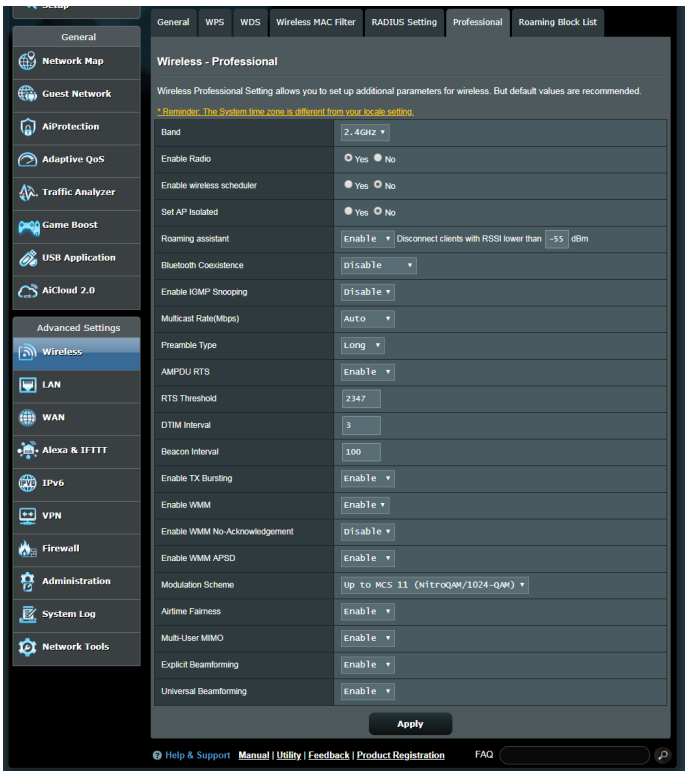 Setup
General
Network Map
Guest Network
AiProtection
Adaptive QoS
Traffic Analyzer
Game Boost
USB Application
AiCloud 2.0
Advanced Settings
Wireless
LAN
WAN
Alexa & IFTTT
IPv6
VPN
Firewall
Administration
System Log
Network Tools
General WPS WDS Wireless MAC Filter RADIUS Setting Professional Roaming Block List
Wireless - Professional
Wireless Professional Setting allows you to set up additional parameters for wireless. But default values are recommended.
* Reminder: The System time zone is different from your locale setting.
Band 2.4GHz
Enable Radio Yes No
Enable wireless scheduler Yes No
Set AP Isolated Yes No
Roaming assistant Enable Disconnect clients with RSSI lower than -55 dBm
Bluetooth Coexistence Disable
Enable IGMP Snooping Disable
Multicast Rate(Mbps) Auto
Preamble Type Long
AMPDU RTS Enable
RTS Threshold 2347
DTIM Interval 3
Beacon Interval 100
Enable TX Bursting Enable
Enable WMM Enable
Enable WMM No-Acknowledgement Disable
Enable WMM APSD Enable
Modulation Scheme Up to MCS 11 (NitroQAM/1024-QAM)
Airtime Fairness Enable
Multi-User MIMO Enable
Explicit Beamforming Enable
Universal Beamforming Enable
Apply
Help & Support Manual | Utility | Feedback | Product Registration FAQ